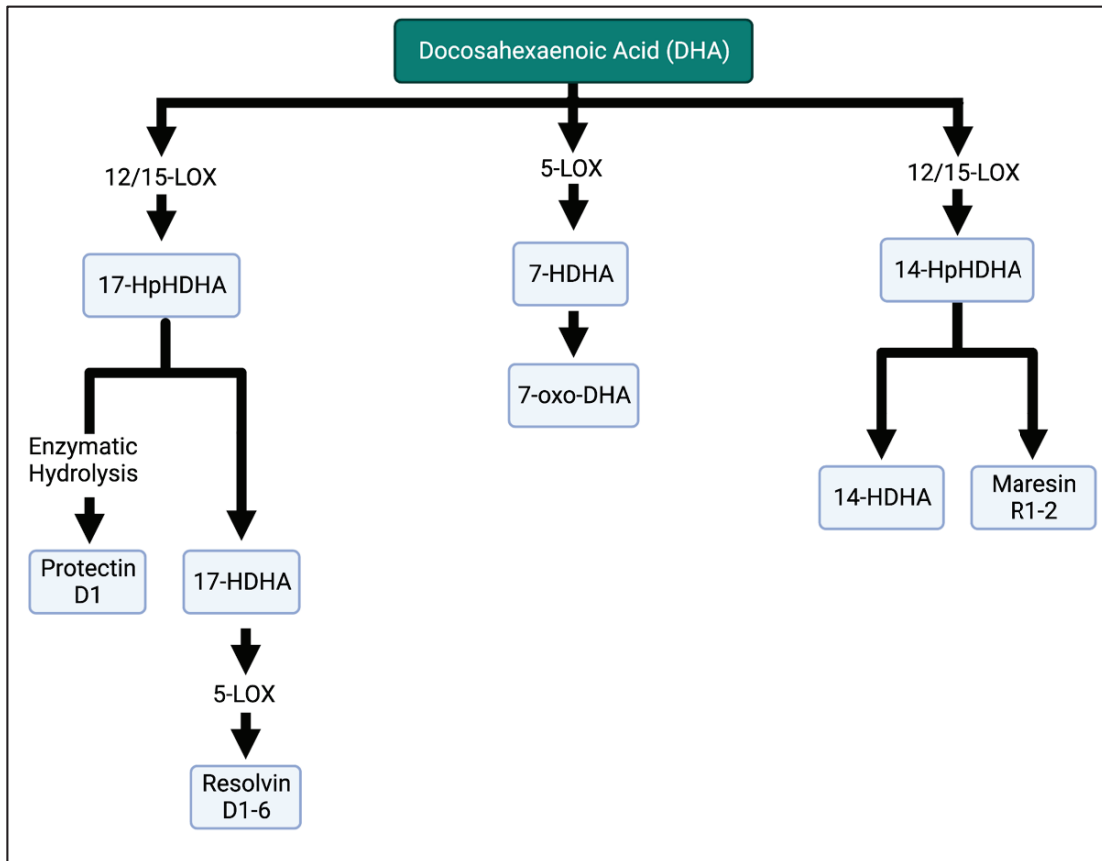 Docosahexaenoic Acid (DHA)
12/15-LOX
5-LOX
12/15-LOX
17-HpHDHA
7-HDHA
14-HpHDHA
7-oxo-DHA
Enzymatic
Hydrolysis
14-HDHA
Maresin
R1-2
Protectin
D1
17-HDHA
5-LOX
Resolvin
D1-6